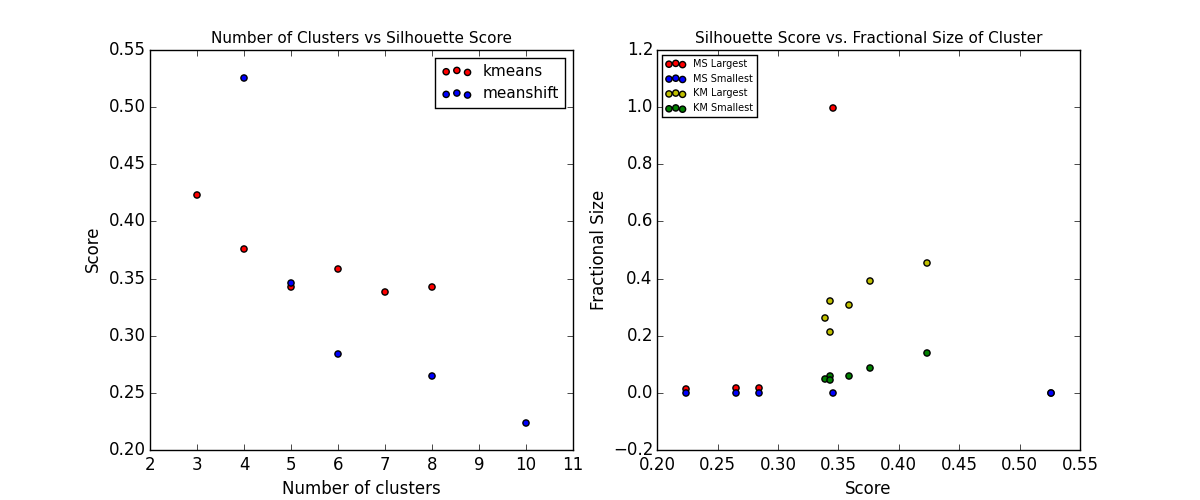 Number of Clusters vs Silhouette Score
0.55
0.50
0.45
0.40
0.35
0.30
0.25
0.20
Score
kmeans
meanshift
2 3 4 5 6 7 8 9 10 11
Number of clusters
Silhouette Score vs. Fractional Size of Cluster
1.2
1.0
0.8
0.6
0.4
0.2
0.0
−0.2
Fractional Size
MS Largest
MS Smallest
KM Largest
KM Smallest
0.20 0.25 0.30 0.35 0.40 0.45 0.50 0.55
Score